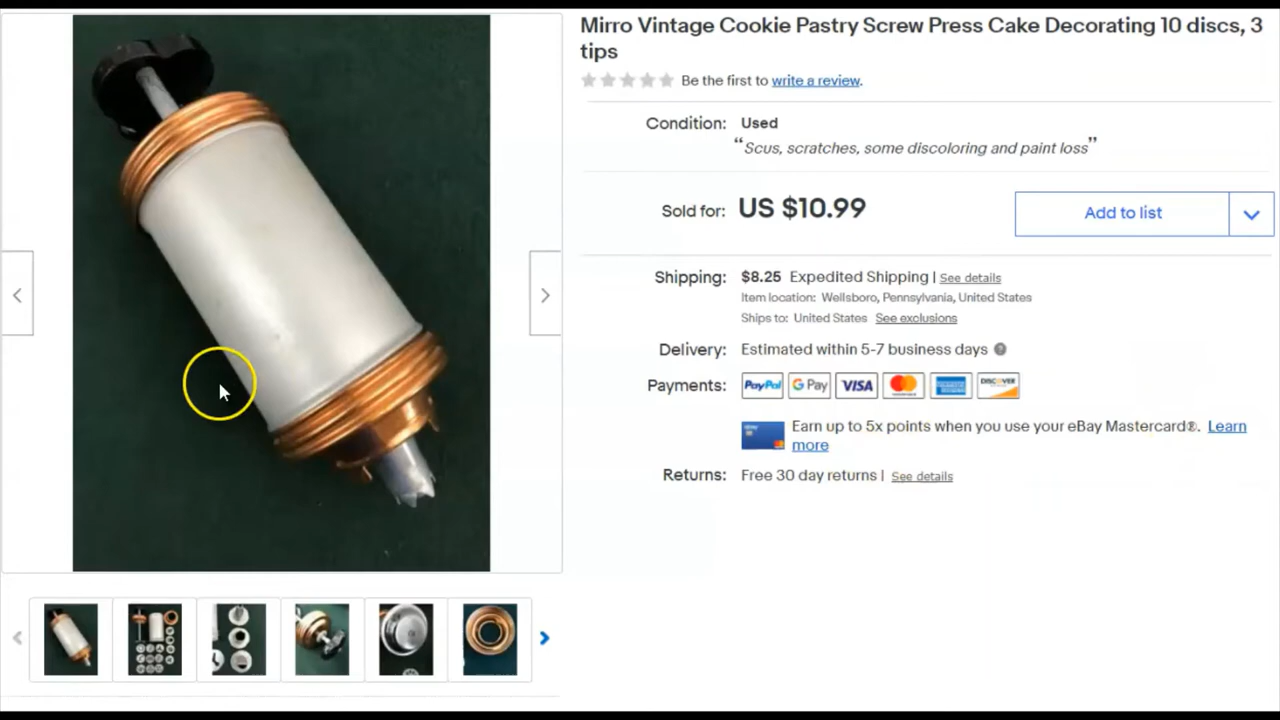 Mirro Vintage Cookie Pastry Screw Press Cake Decorating 10 discs, 3
tips
Be the first to write a review.
Condition: Used
“Scus, scratches, some discoloring and paint loss”
Sold for: US $10.99
Add to list
Shipping: $8.25 Expedited Shipping | See details
Item location: Wellsboro, Pennsylvania, United States
Ships to: United States See exclusions
Delivery: Estimated within 5-7 business days
Payments: PayPal G Pay VISA DISCOVER
Earn up to 5x points when you use your eBay Mastercard®. Learn
more
Returns: Free 30 day returns | See details